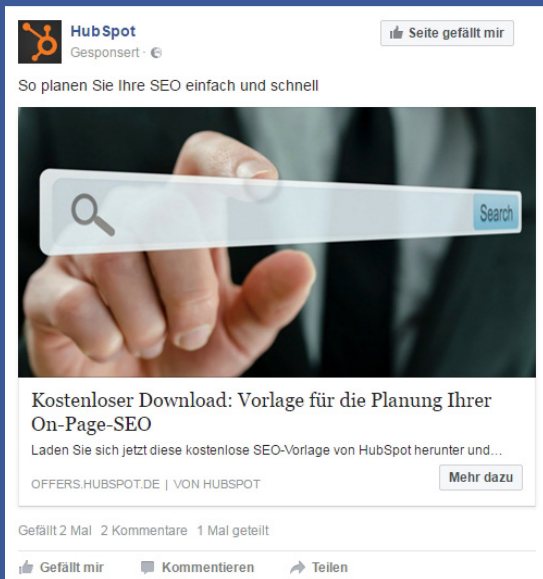 HubSpot
Seite gefällt mir
Gesponsert ·
So planen Sie Ihre SEO einfach und schnell
Search
Kostenloser Download: Vorlage für die Planung Ihrer
On-Page-SEO
Laden Sie sich jetzt diese kostenlose SEO-Vorlage von HubSpot herunter und...
OFFERS.HUBSPOT.DE | VON HUBSPOT
Mehr dazu
Gefällt 2 Mal 2 Kommentare 1 Mal geteilt
Gefällt mir Kommentieren Teilen